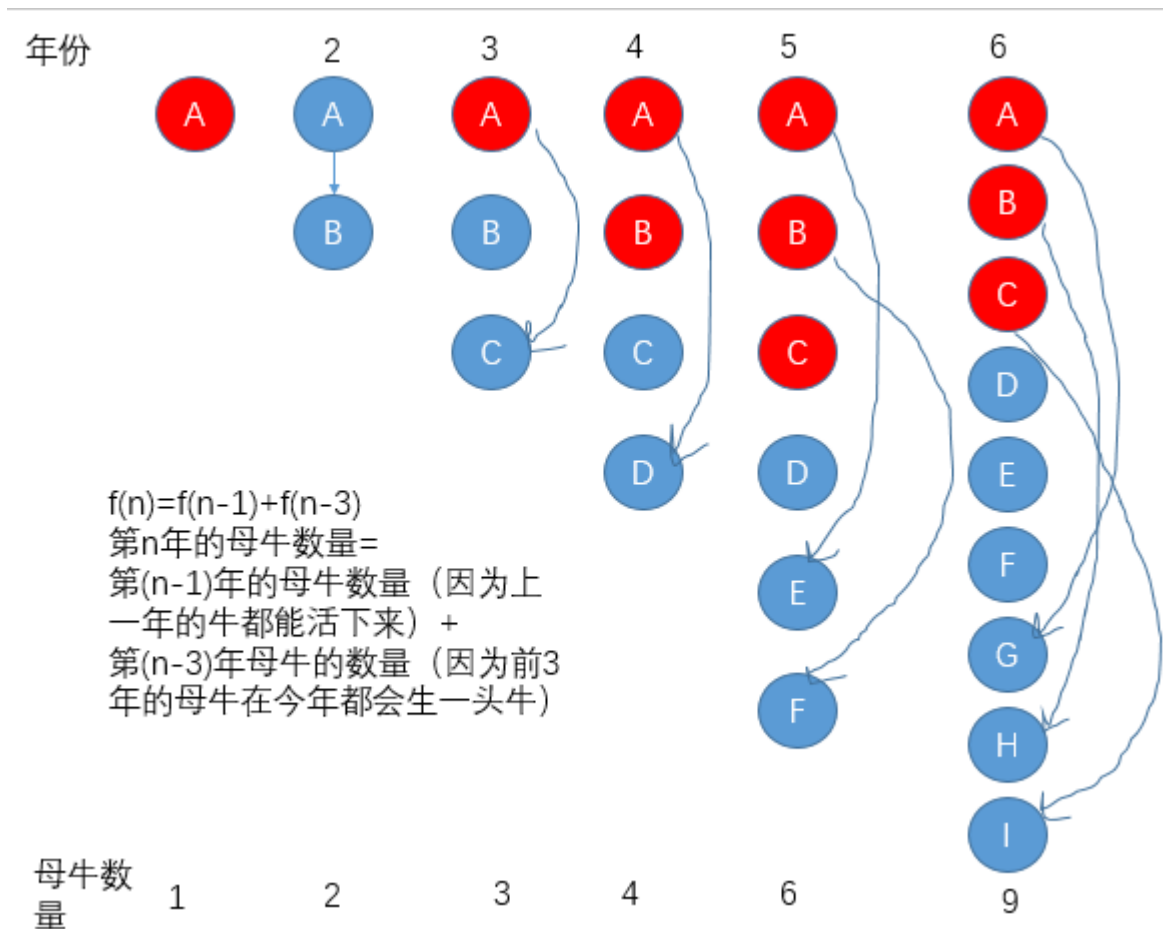 年份 2 3 4 5 6
A A A A A A
B B B B B
C C C C
D D D
E E
F F
G
H
I
f(n)=f(n-1)+f(n-3)
第n年的母牛数量=
第(n-1)年的母牛数量（因为上
一年的牛都能活下来）+
第(n-3)年母牛的数量（因为前3
年的母牛在今年都会生一头牛）
母牛数
量 1 2 3 4 6 9